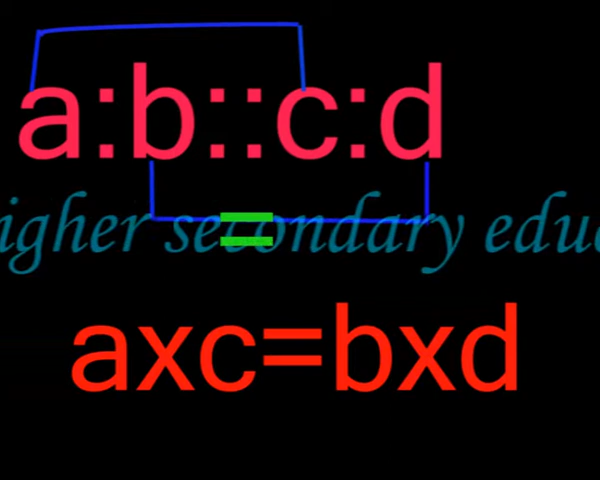 a:b::c:d
igher secondary edu
=
axc=bxd